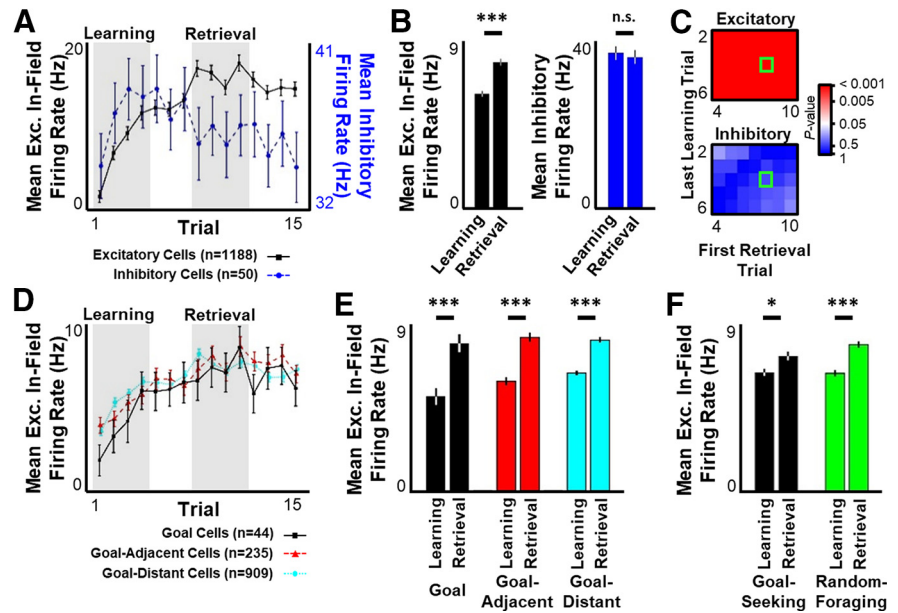 A
Learning
Retrieval
20
0
Mean Exc. In-Field
Firing Rate (Hz)
41
32
Mean Inhibitory
Firing Rate (Hz)
1
Trial
15
Excitatory Cells (n=1188)
Inhibitory Cells (n=50)
B
***
9
0
Mean Exc. In-Field
Firing Rate (Hz)
Learning
Retrieval
n.s.
40
0
Mean Inhibitory
Firing Rate (Hz)
Learning
Retrieval
C
Excitatory
2
6
4
10
Inhibitory
2
6
4
10
Last Learning Trial
First Retrieval
Trial
P-value
< 0.001
0.005
0.05
0.5
1
D
Learning
Retrieval
10
0
Mean Exc. In-Field
Firing Rate (Hz)
1
Trial
15
Goal Cells (n=44)
Goal-Adjacent Cells (n=235)
Goal-Distant Cells (n=909)
E
***
***
***
9
0
Mean Exc. In-Field
Firing Rate (Hz)
Learning
Retrieval
Learning
Retrieval
Learning
Retrieval
Goal
Goal-
Adjacent
Goal-
Distant
F
*
***
9
0
Mean Exc. In-Field
Firing Rate (Hz)
Learning
Retrieval
Learning
Retrieval
Goal-
Seeking
Random-
Foraging